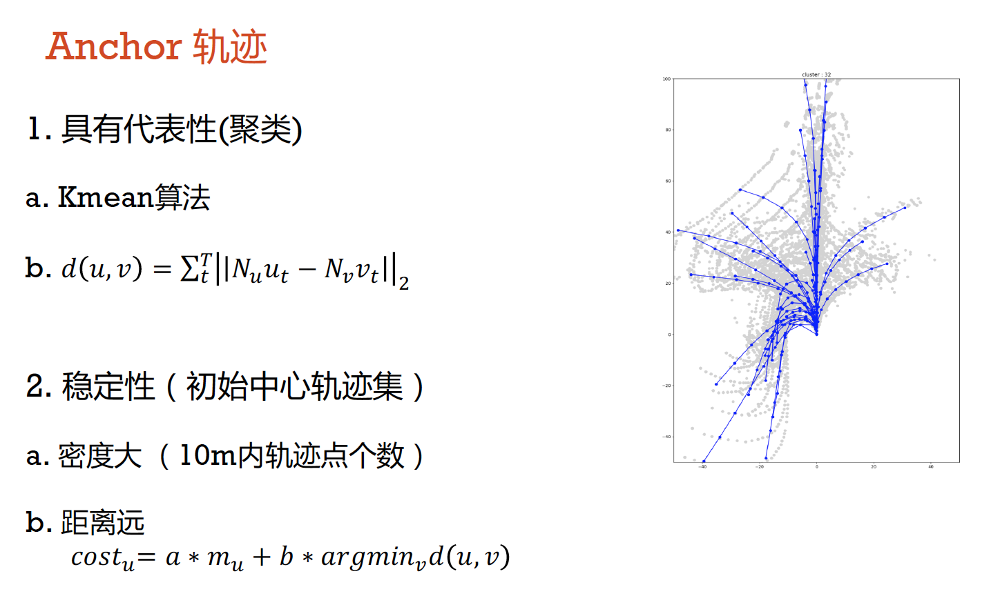 Anchor 轨迹
1. 具有代表性(聚类)
a. Kmean算法
b. d(u, v) = ∑ₜᵀ||N_u u_t − N_v v_t||₂
2. 稳定性（初始中心轨迹集）
a. 密度大 （10m内轨迹点个数）
b. 距离远
cost_u= a ∗ m_u + b ∗ argmin_v d(u, v)
cluster : 32
100
80
60
40
20
0
−20
−40
−40 −20 0 20 40